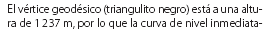 El vértice geodésico (triangulito negro) está a una altu-
ra de 1 237 m, por lo que la curva de nivel inmediata-